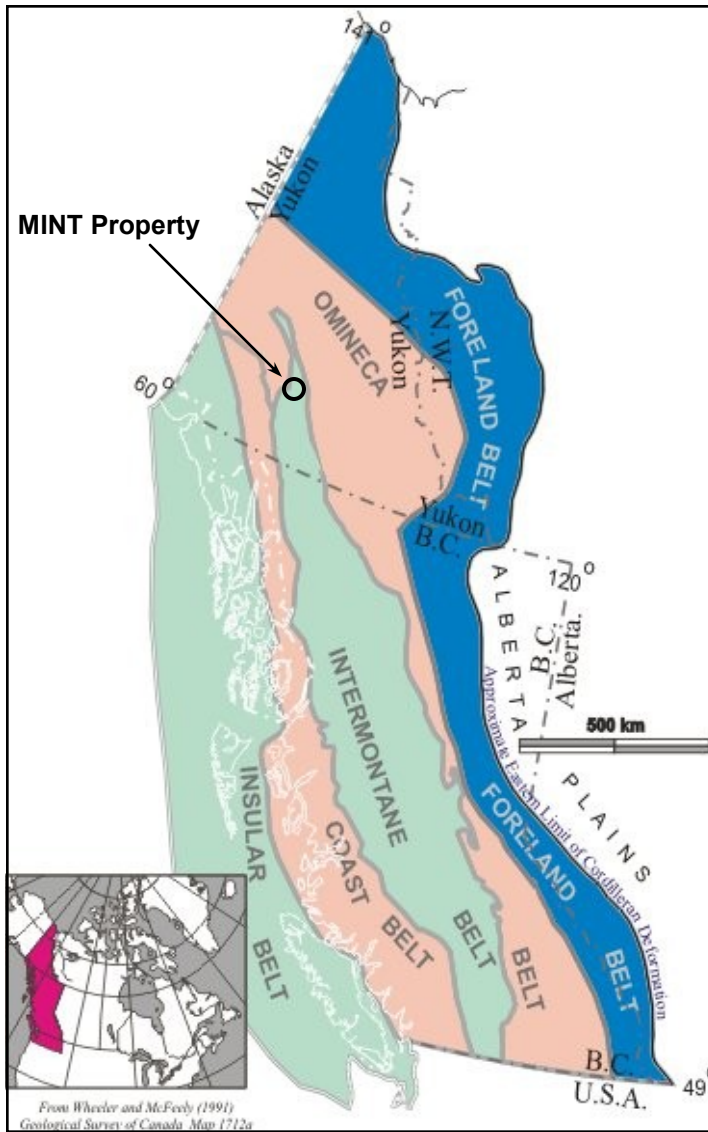 141°
Alaska
Yukon
MINT Property
OMINECA
Yukon
N.W.T.
FORELAND BELT
60°
Yukon
B.C.
120°
ALBERTA PLAINS
B.C.
Alberta.
500 km
Approximate Eastern Limit of Cordilleran Deformation
INTERMONTANE
BELT
INSULAR
BELT
COAST
BELT
BELT
FORELAND
BELT
B.C.
U.S.A.
49
From Wheeler and McFeely (1991)
Geological Survey of Canada Map 1712a